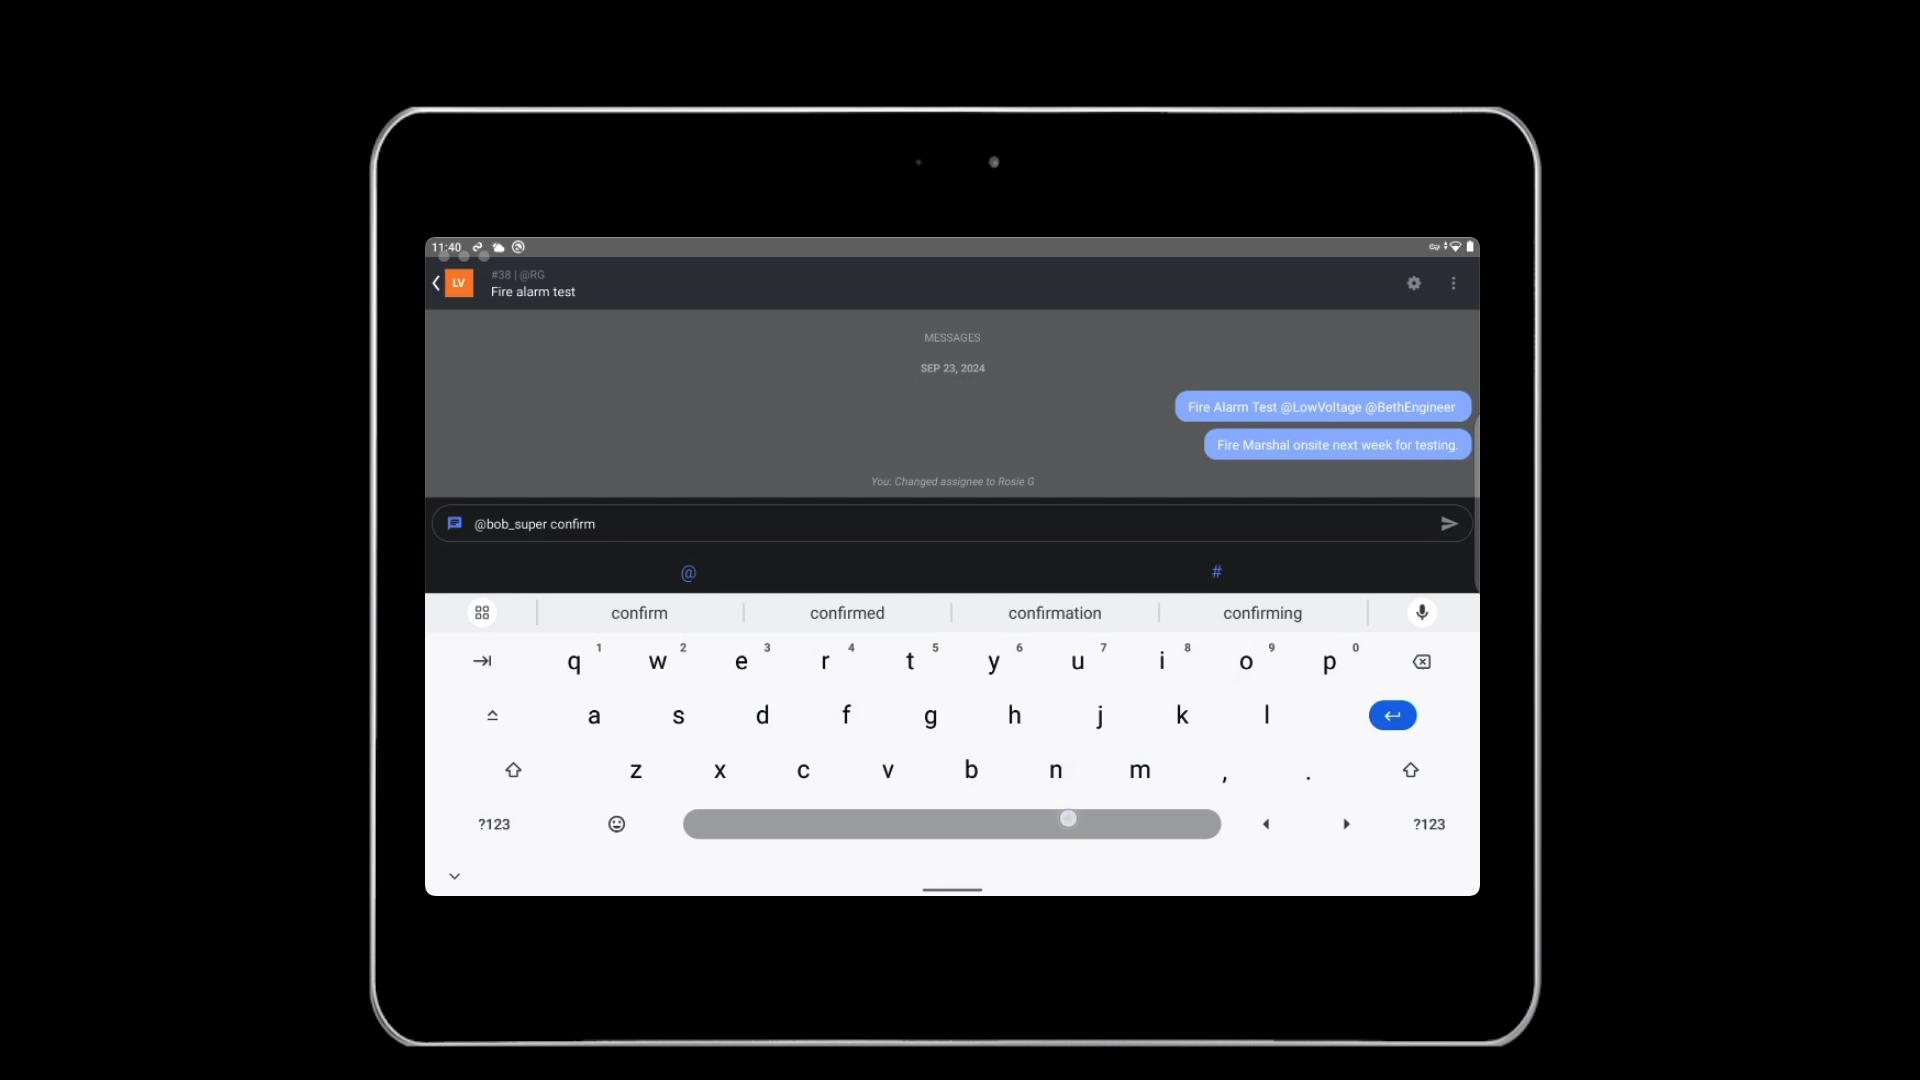 11:40
LV
#38 | @RG
Fire alarm test
MESSAGES
SEP 23, 2024
Fire Alarm Test @LowVoltage @BethEngineer
Fire Marshal onsite next week for testing.
You: Changed assignee to Rosie G
@bob_super confirm
@ #
confirm confirmed confirmation confirming
q 1 w 2 e 3 r 4 t 5 y 6 u 7 i 8 o 9 p 0
a s d f g h j k l
z x c v b n m , .
?123 ?123